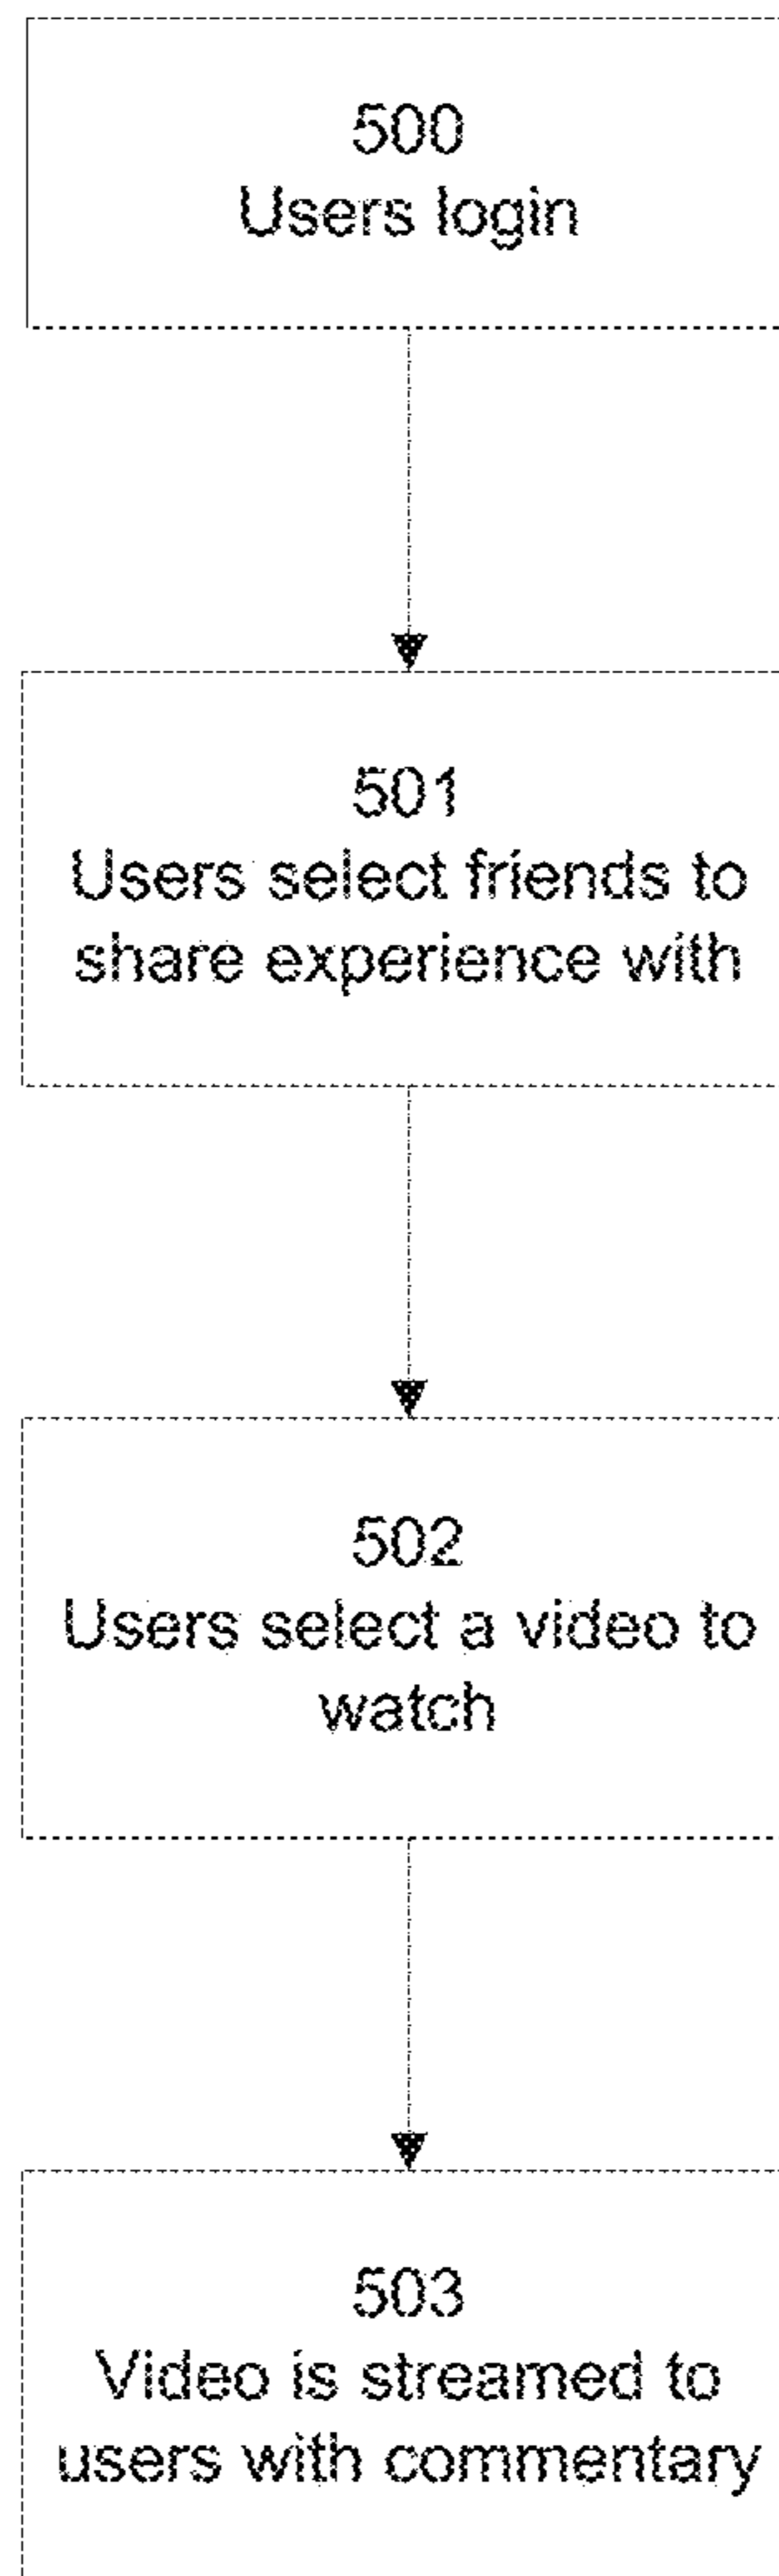 500
Users login
501
Users select friends to
share experience with
502
Users select a video to
watch
503
Video is streamed to
users with commentary